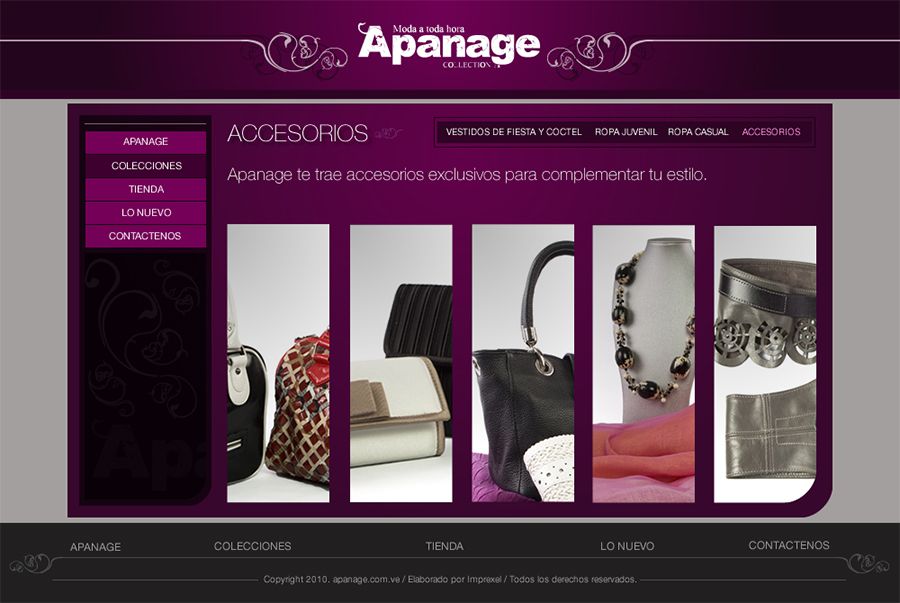 Moda a toda hora
Apanage
COLLECTION
APANAGE
COLECCIONES
TIENDA
LO NUEVO
CONTACTENOS
Apana
ACCESORIOS
VESTIDOS DE FIESTA Y COCTEL ROPA JUVENIL ROPA CASUAL ACCESORIOS
Apanage te trae accesorios exclusivos para complementar tu estilo.
APANAGE COLECCIONES TIENDA LO NUEVO CONTACTENOS
Copyright 2010. apanage.com.ve / Elaborado por Imprexel / Todos los derechos reservados.